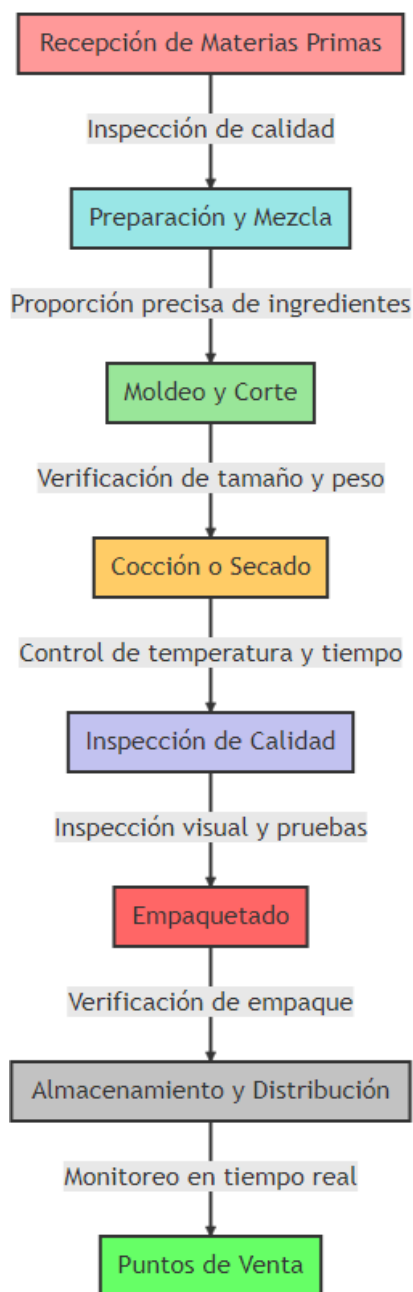 Recepción de Materias Primas
Inspección de calidad
Preparación y Mezcla
Proporción precisa de ingredientes
Moldeo y Corte
Verificación de tamaño y peso
Cocción o Secado
Control de temperatura y tiempo
Inspección de Calidad
Inspección visual y pruebas
Empaquetado
Verificación de empaque
Almacenamiento y Distribución
Monitoreo en tiempo real
Puntos de Venta